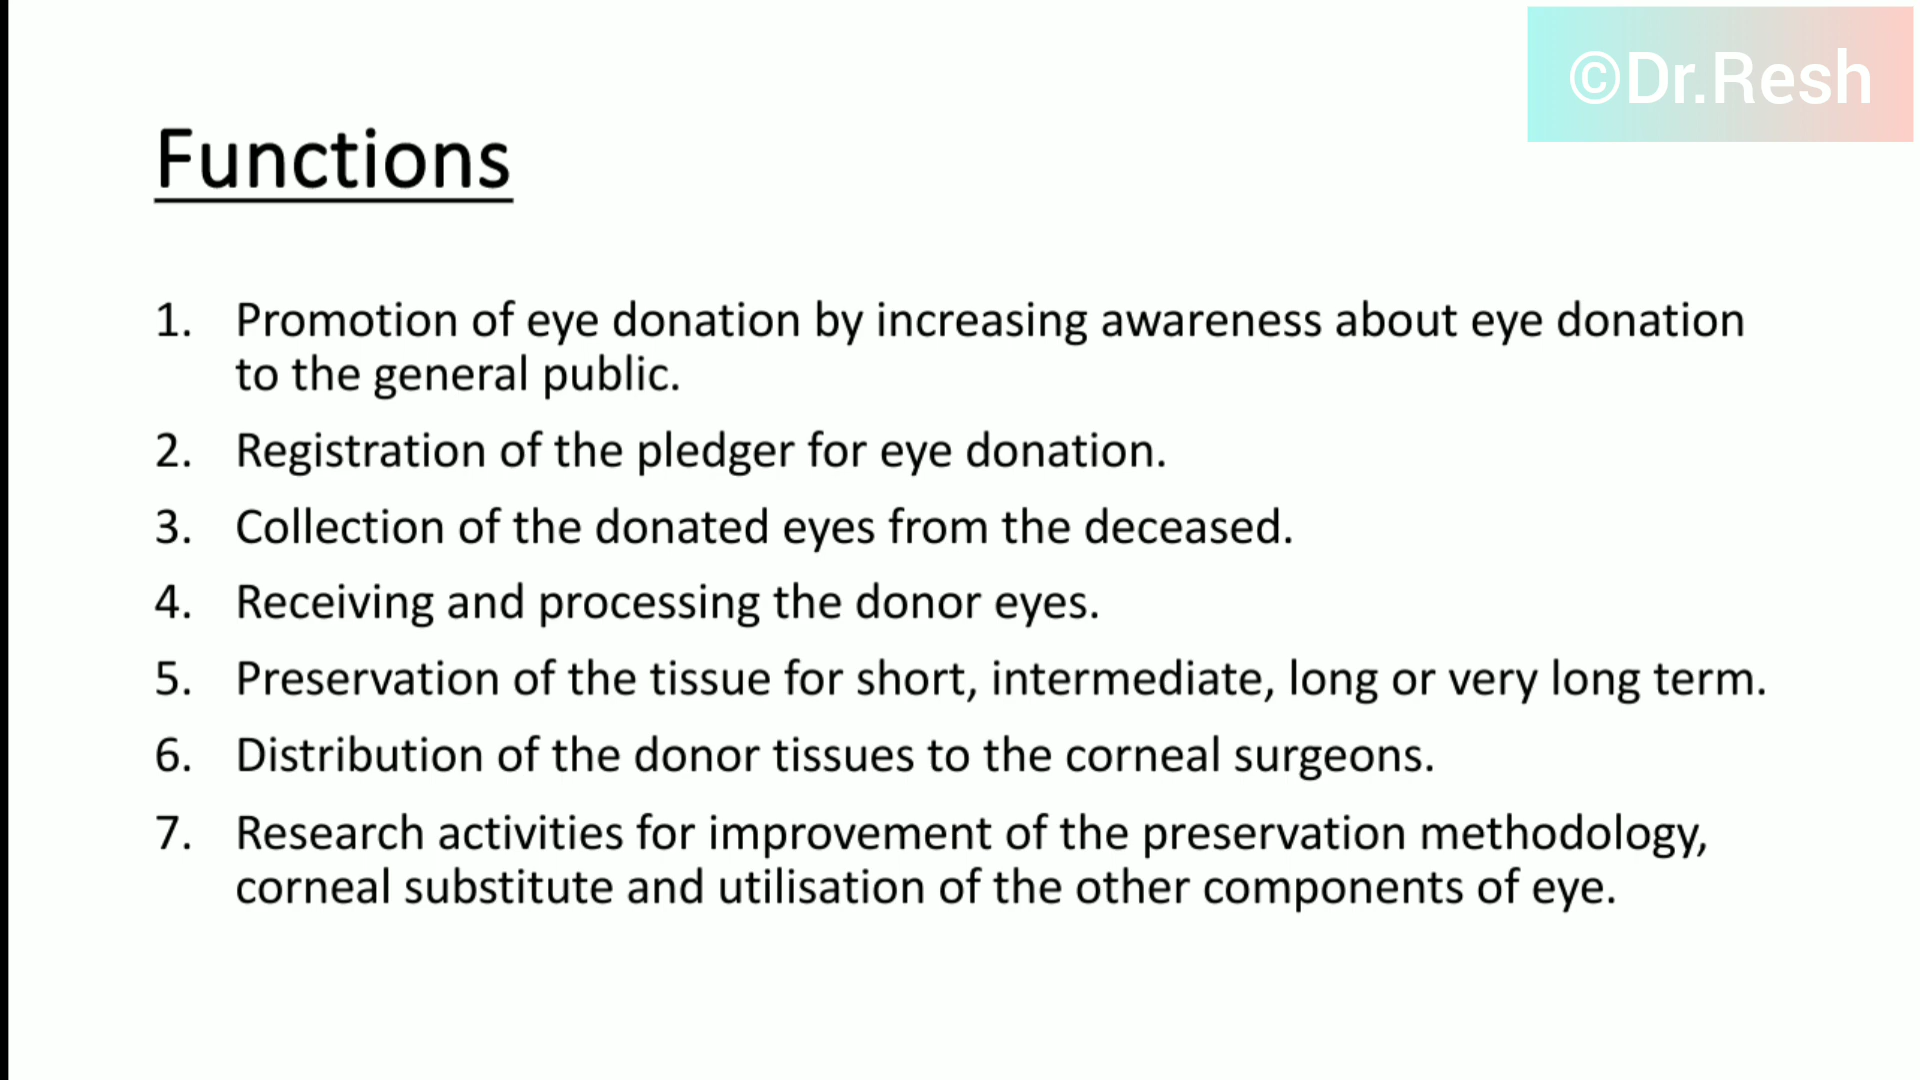 ©Dr.Resh
Functions
1. Promotion of eye donation by increasing awareness about eye donation
to the general public.
2. Registration of the pledger for eye donation.
3. Collection of the donated eyes from the deceased.
4. Receiving and processing the donor eyes.
5. Preservation of the tissue for short, intermediate, long or very long term.
6. Distribution of the donor tissues to the corneal surgeons.
7. Research activities for improvement of the preservation methodology,
corneal substitute and utilisation of the other components of eye.